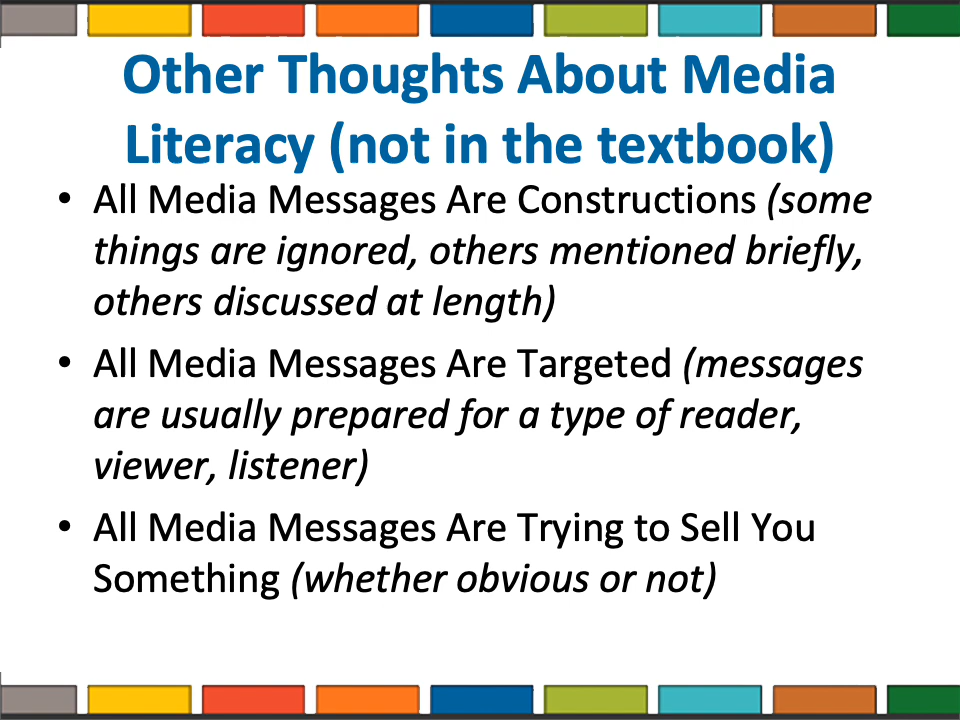 Other Thoughts About Media
Literacy (not in the textbook)
• All Media Messages Are Constructions (some
things are ignored, others mentioned briefly,
others discussed at length)
• All Media Messages Are Targeted (messages
are usually prepared for a type of reader,
viewer, listener)
• All Media Messages Are Trying to Sell You
Something (whether obvious or not)